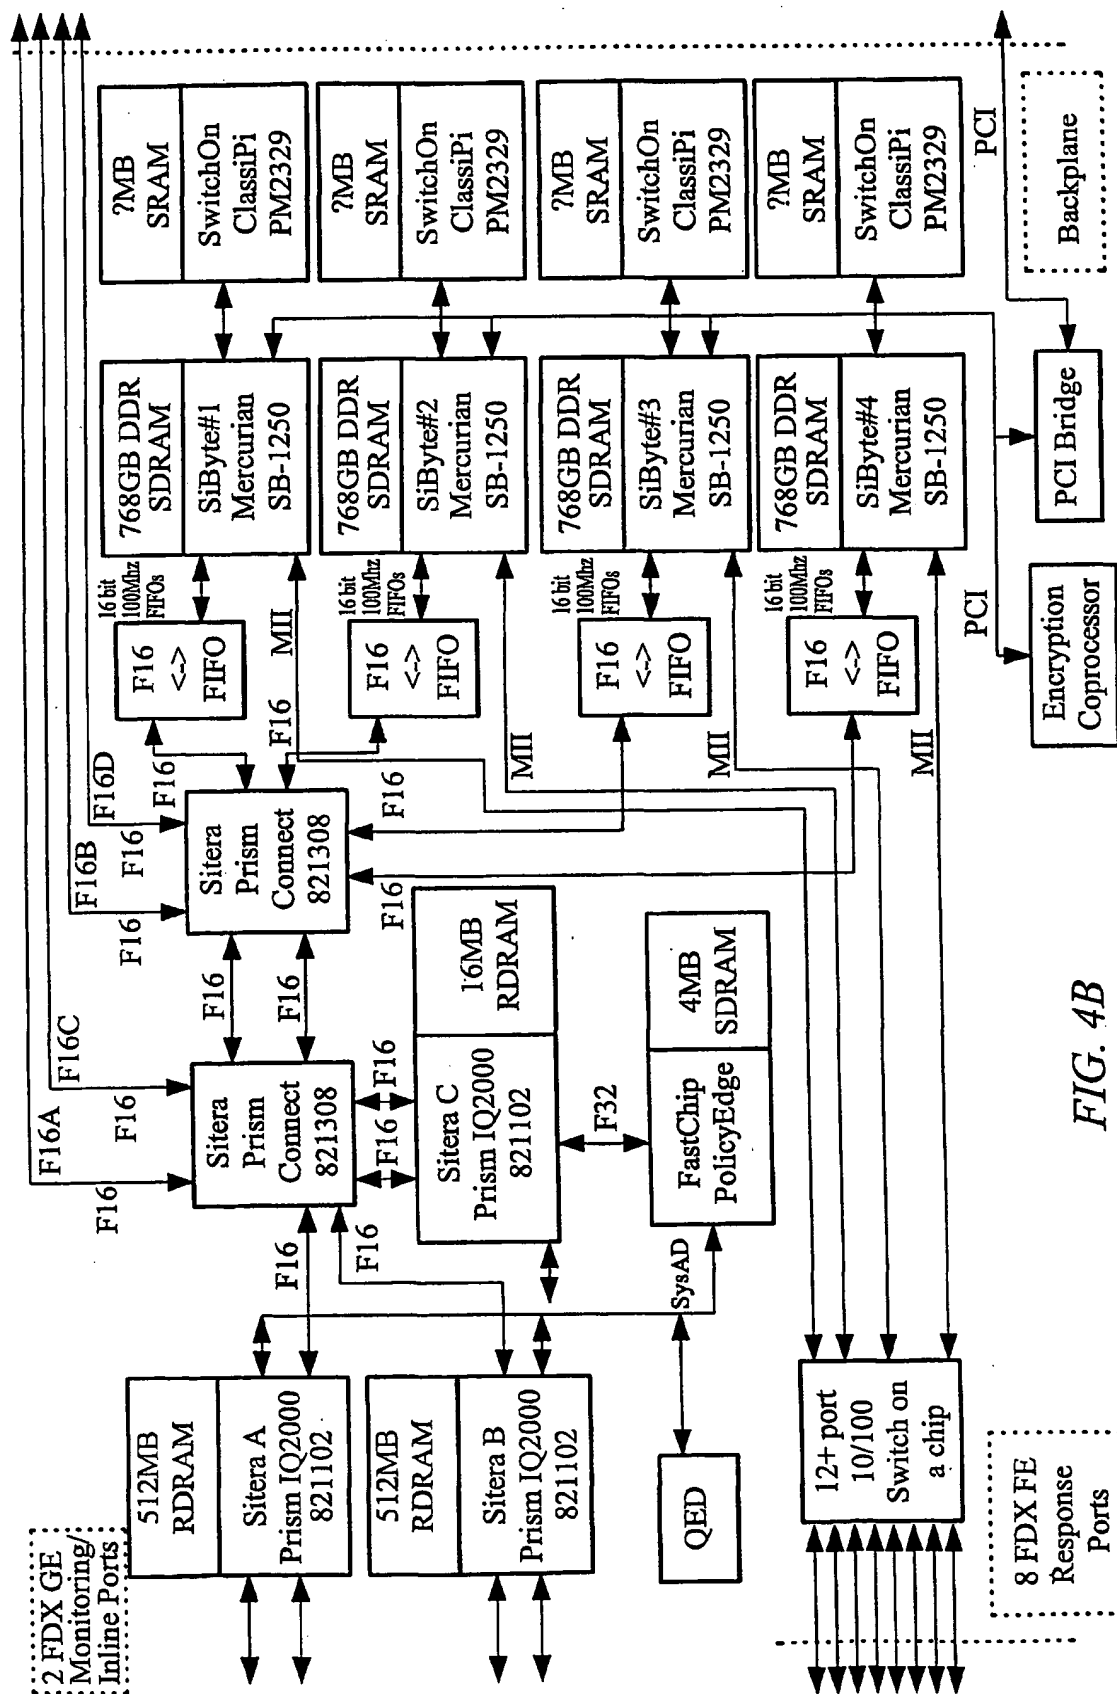 2 FDX GE
Monitoring/
Inline Ports
512MB
RDRAM
Sitera A
Prism IQ2000
821102
512MB
RDRAM
Sitera B
Prism IQ2000
821102
QED
SysAD
12+ port
10/100
Switch on
a chip
8 FDX FE
Response
Ports
F16A
F16
F16C
F16
F16B
F16
F16D
F16
Sitera
Prism
Connect
821308
F16
F16
F16
F16
F16
F16
Sitera C
Prism IQ2000
821102
16MB
RDRAM
F32
FastChip
PolicyEdge
4MB
SDRAM
Sitera
Prism
Connect
821308
F16
F16
F16
F16
F16
<->
FIFO
16 bit
100Mhz
FIFOs
MII
F16
<->
FIFO
16 bit
100Mhz
FIFOs
MII
F16
<->
FIFO
16 bit
100Mhz
FIFOs
MII
F16
<->
FIFO
16 bit
100Mhz
FIFOs
MII
768GB DDR
SDRAM
SiByte#1
Mercurian
SB-1250
768GB DDR
SDRAM
SiByte#2
Mercurian
SB-1250
768GB DDR
SDRAM
SiByte#3
Mercurian
SB-1250
768GB DDR
SDRAM
SiByte#4
Mercurian
SB-1250
?MB
SRAM
SwitchOn
ClassiPi
PM2329
?MB
SRAM
SwitchOn
ClassiPi
PM2329
?MB
SRAM
SwitchOn
ClassiPi
PM2329
?MB
SRAM
SwitchOn
ClassiPi
PM2329
PCI
Encryption
Coprocessor
PCI Bridge
PCI
Backplane
FIG. 4B